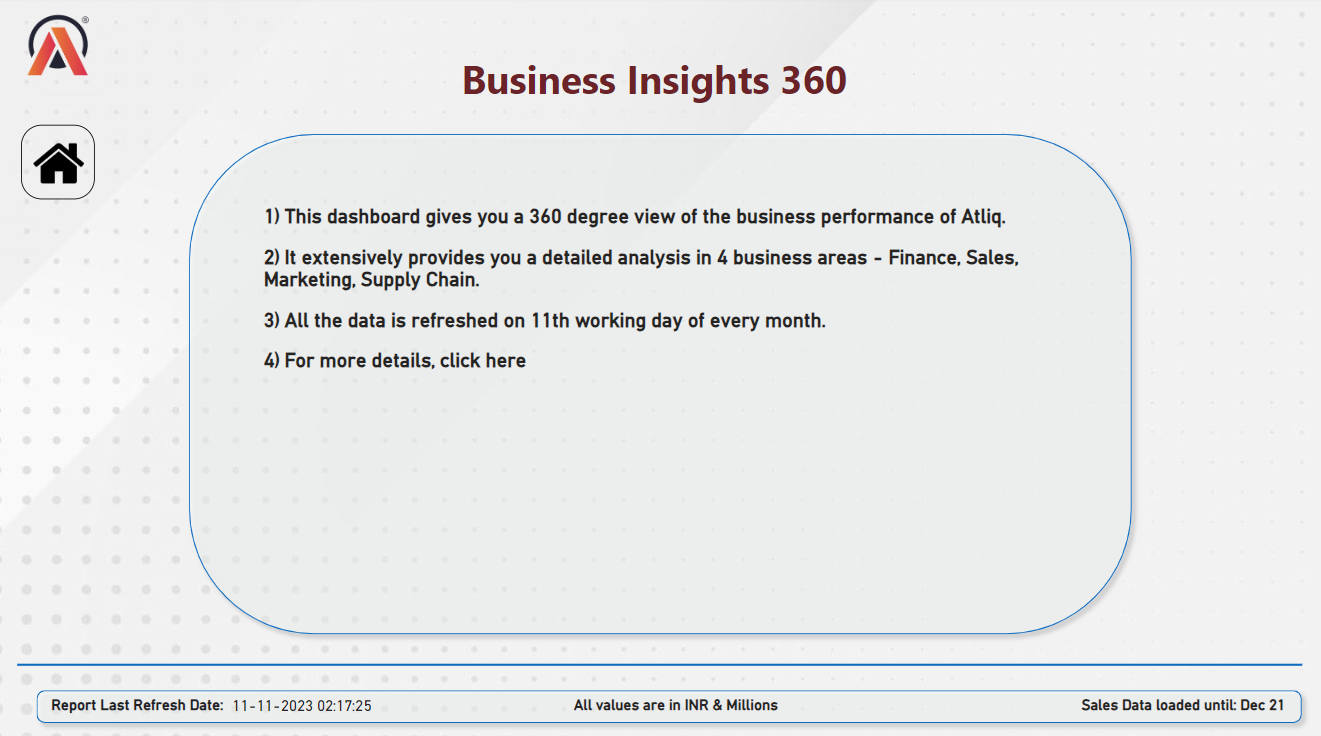 ®
Business Insights 360
1) This dashboard gives you a 360 degree view of the business performance of Atliq.
2) It extensively provides you a detailed analysis in 4 business areas - Finance, Sales,
Marketing, Supply Chain.
3) All the data is refreshed on 11th working day of every month.
4) For more details, click here
Report Last Refresh Date: 11-11-2023 02:17:25
All values are in INR & Millions
Sales Data loaded until: Dec 21